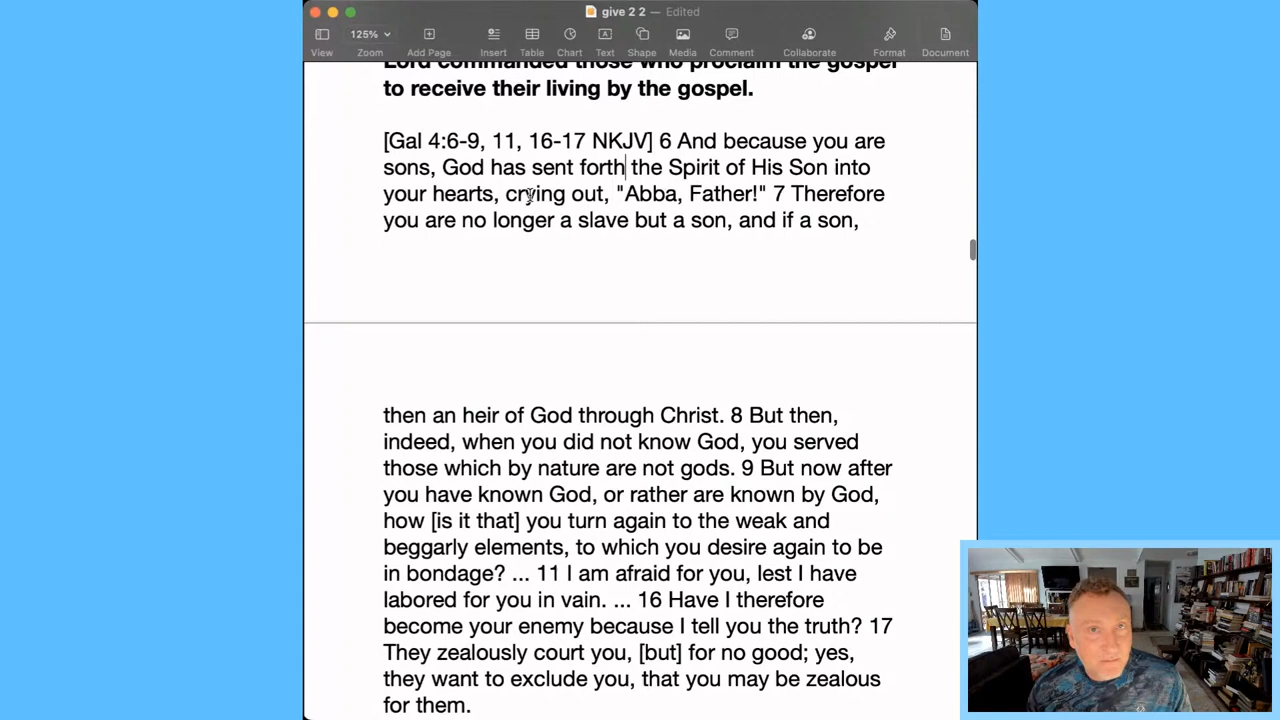 give 2 2 — Edited
125%
View Zoom Add Page Insert Table Chart Text Shape Media Comment Collaborate Format Document
Lord commanded those who proclaim the gospel
to receive their living by the gospel.
[Gal 4:6-9, 11, 16-17 NKJV] 6 And because you are
sons, God has sent forth the Spirit of His Son into
your hearts, crying out, "Abba, Father!" 7 Therefore
you are no longer a slave but a son, and if a son,
then an heir of God through Christ. 8 But then,
indeed, when you did not know God, you served
those which by nature are not gods. 9 But now after
you have known God, or rather are known by God,
how [is it that] you turn again to the weak and
beggarly elements, to which you desire again to be
in bondage? ... 11 I am afraid for you, lest I have
labored for you in vain. ... 16 Have I therefore
become your enemy because I tell you the truth? 17
They zealously court you, [but] for no good; yes,
they want to exclude you, that you may be zealous
for them.